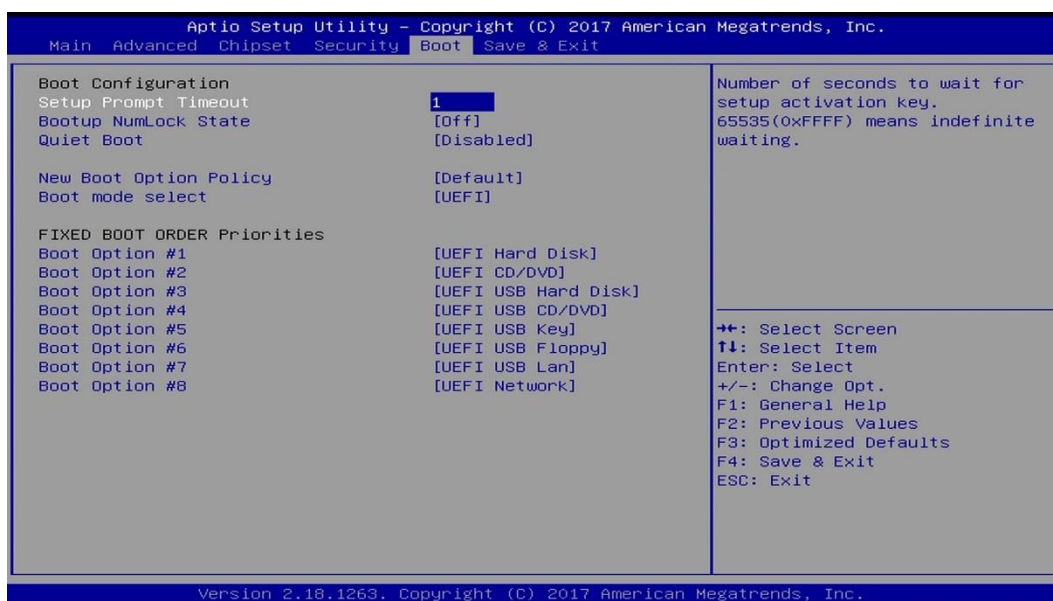 Aptio Setup Utility – Copyright (C) 2017 American Megatrends, Inc.
Main Advanced Chipset Security Boot Save & Exit
Boot Configuration
Setup Prompt Timeout 1
Bootup NumLock State [Off]
Quiet Boot [Disabled]
New Boot Option Policy [Default]
Boot mode select [UEFI]
FIXED BOOT ORDER Priorities
Boot Option #1 [UEFI Hard Disk]
Boot Option #2 [UEFI CD/DVD]
Boot Option #3 [UEFI USB Hard Disk]
Boot Option #4 [UEFI USB CD/DVD]
Boot Option #5 [UEFI USB Key]
Boot Option #6 [UEFI USB Floppy]
Boot Option #7 [UEFI USB Lan]
Boot Option #8 [UEFI Network]
Number of seconds to wait for
setup activation key.
65535(0xFFFF) means indefinite
waiting.
→←: Select Screen
↑↓: Select Item
Enter: Select
+/-: Change Opt.
F1: General Help
F2: Previous Values
F3: Optimized Defaults
F4: Save & Exit
ESC: Exit
Version 2.18.1263. Copyright (C) 2017 American Megatrends, Inc.